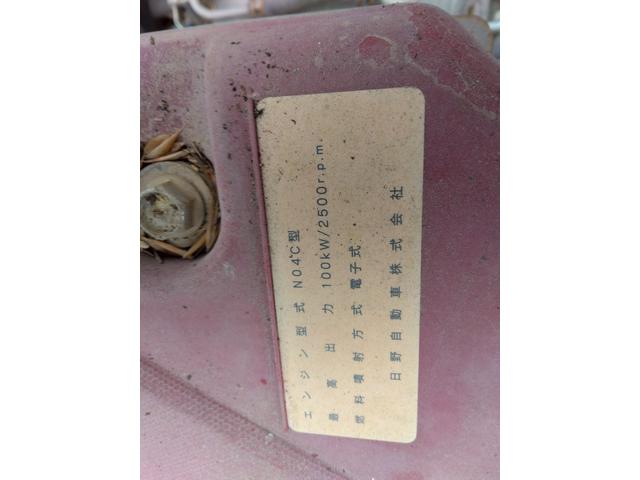 エンジン型式 N04C型
最高出力 100kW/2500r.p.m.
燃料噴射方式 電子式
日野自動車株式会社